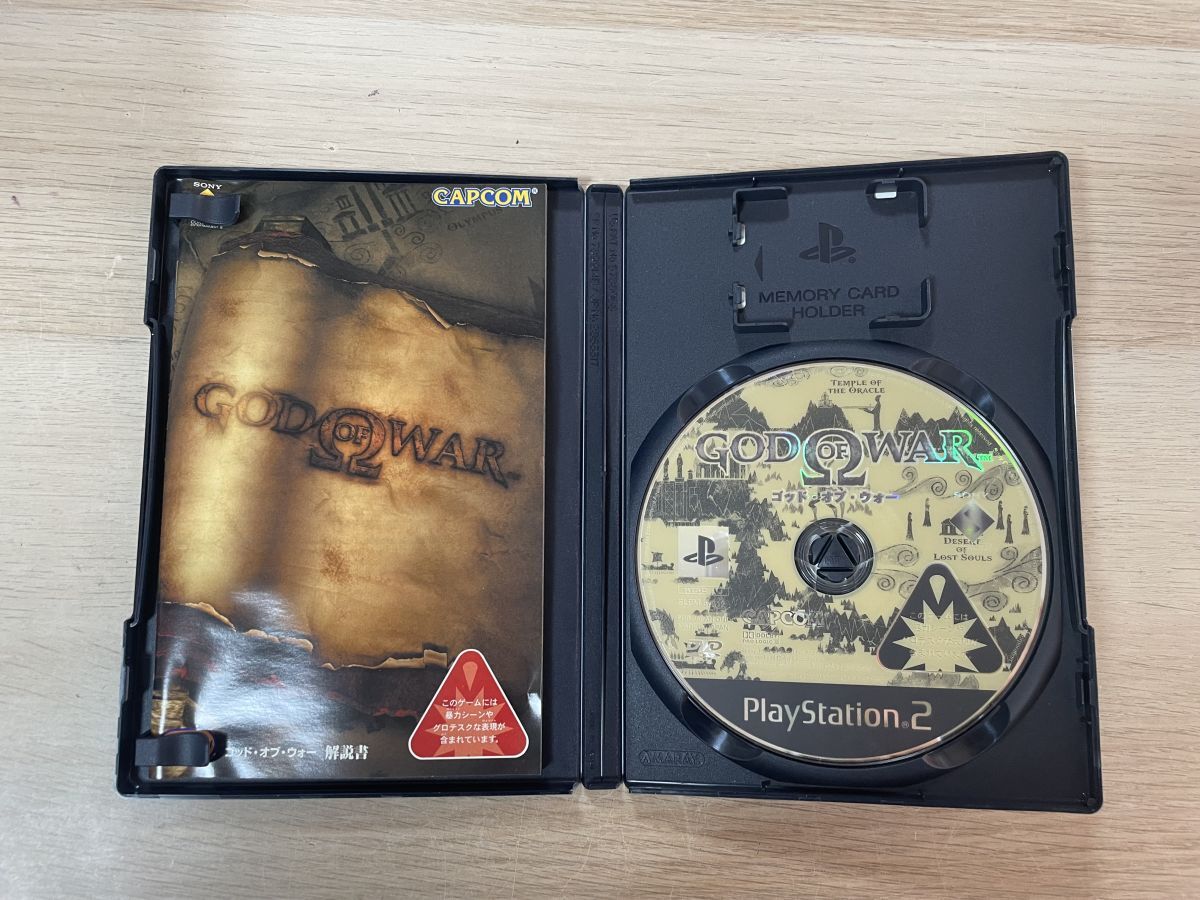 SONY
CAPCOM
OLYMPUS
GOD OF WAR
このゲームには
暴力シーンや
グロテスクな表現が
含まれています。
ゴッド・オブ・ウォー 解説書
MEMORY CARD
HOLDER
TEMPLE OF
THE ORACLE
GOD OF WAR
ゴッド・オブ・ウォー
DESERT
OF
LOST SOULS
CAPCOM
PlayStation®2
AMARAY